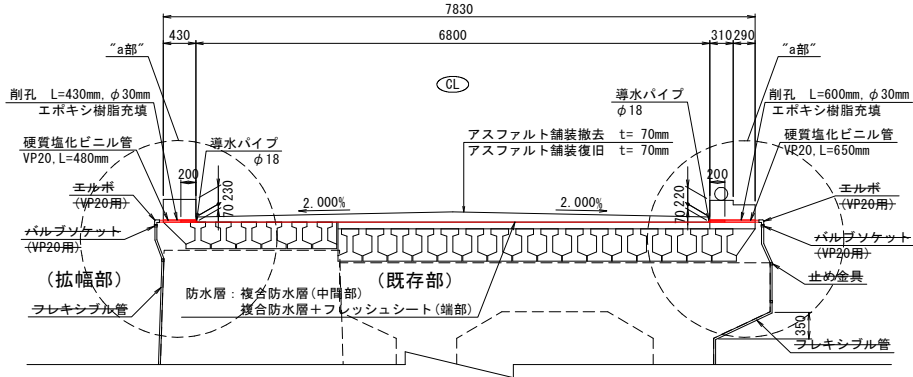 7830
430
6800
310
290
"a部"
"a部"
CL
削孔 L=430mm, φ30mm
エポキシ樹脂充填
導水パイプ
φ18
削孔 L=600mm, φ30mm
エポキシ樹脂充填
硬質塩化ビニル管
VP20, L=480mm
導水パイプ
φ18
アスファルト舗装撤去 t= 70mm
アスファルト舗装復旧 t= 70mm
硬質塩化ビニル管
VP20, L=650mm
200
200
エルボ
(VP20用)
70 230
2.000%
2.000%
70 220
エルボ
(VP20用)
バルブソケット
(VP20用)
バルブソケット
(VP20用)
(拡幅部)
(既存部)
止め金具
防水層：複合防水層(中間部)
複合防水層＋フレッシュシート(端部)
フレキシブル管
350
フレキシブル管